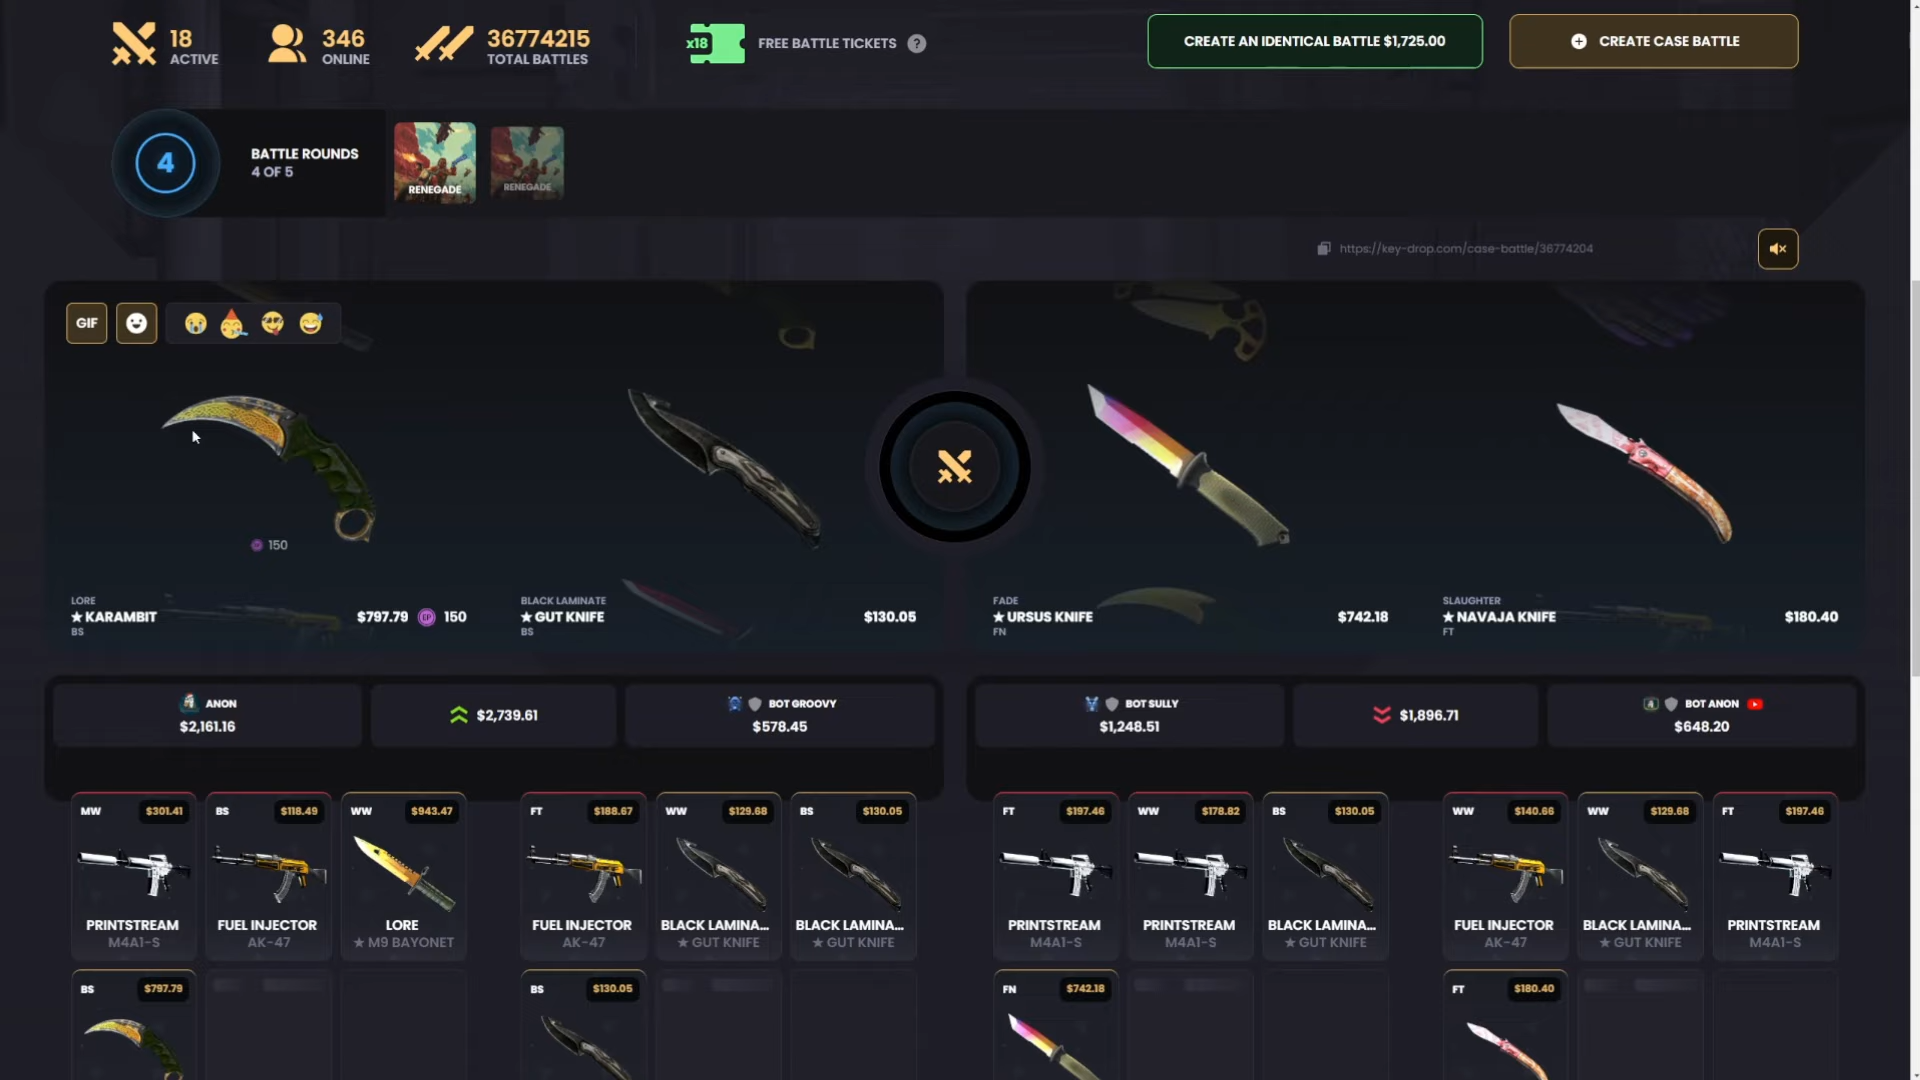 18
ACTIVE
346
ONLINE
36774215
TOTAL BATTLES
x18
FREE BATTLE TICKETS
?
CREATE AN IDENTICAL BATTLE $1,725.00
CREATE CASE BATTLE
4
BATTLE ROUNDS
4 OF 5
RENEGADE
RENEGADE
https://key-drop.com/case-battle/36774204
GIF
150
LORE
★ KARAMBIT
BS
$797.79
150
BLACK LAMINATE
★ GUT KNIFE
BS
$130.05
FADE
★ URSUS KNIFE
FN
$742.18
SLAUGHTER
★ NAVAJA KNIFE
FT
$180.40
ANON
$2,161.16
$2,739.61
BOT GROOVY
$578.45
BOT SULLY
$1,248.51
$1,896.71
BOT ANON
$648.20
MW $301.41
PRINTSTREAM
M4A1-S
BS $118.49
FUEL INJECTOR
AK-47
WW $943.47
LORE
★ M9 BAYONET
FT $188.67
FUEL INJECTOR
AK-47
WW $129.68
BLACK LAMINA...
★ GUT KNIFE
BS $130.05
BLACK LAMINA...
★ GUT KNIFE
FT $197.46
PRINTSTREAM
M4A1-S
WW $178.82
PRINTSTREAM
M4A1-S
BS $130.05
BLACK LAMINA...
★ GUT KNIFE
WW $140.66
FUEL INJECTOR
AK-47
WW $129.68
BLACK LAMINA...
★ GUT KNIFE
FT $197.46
PRINTSTREAM
M4A1-S
BS $797.79
BS $130.05
FN $742.18
FT $180.40